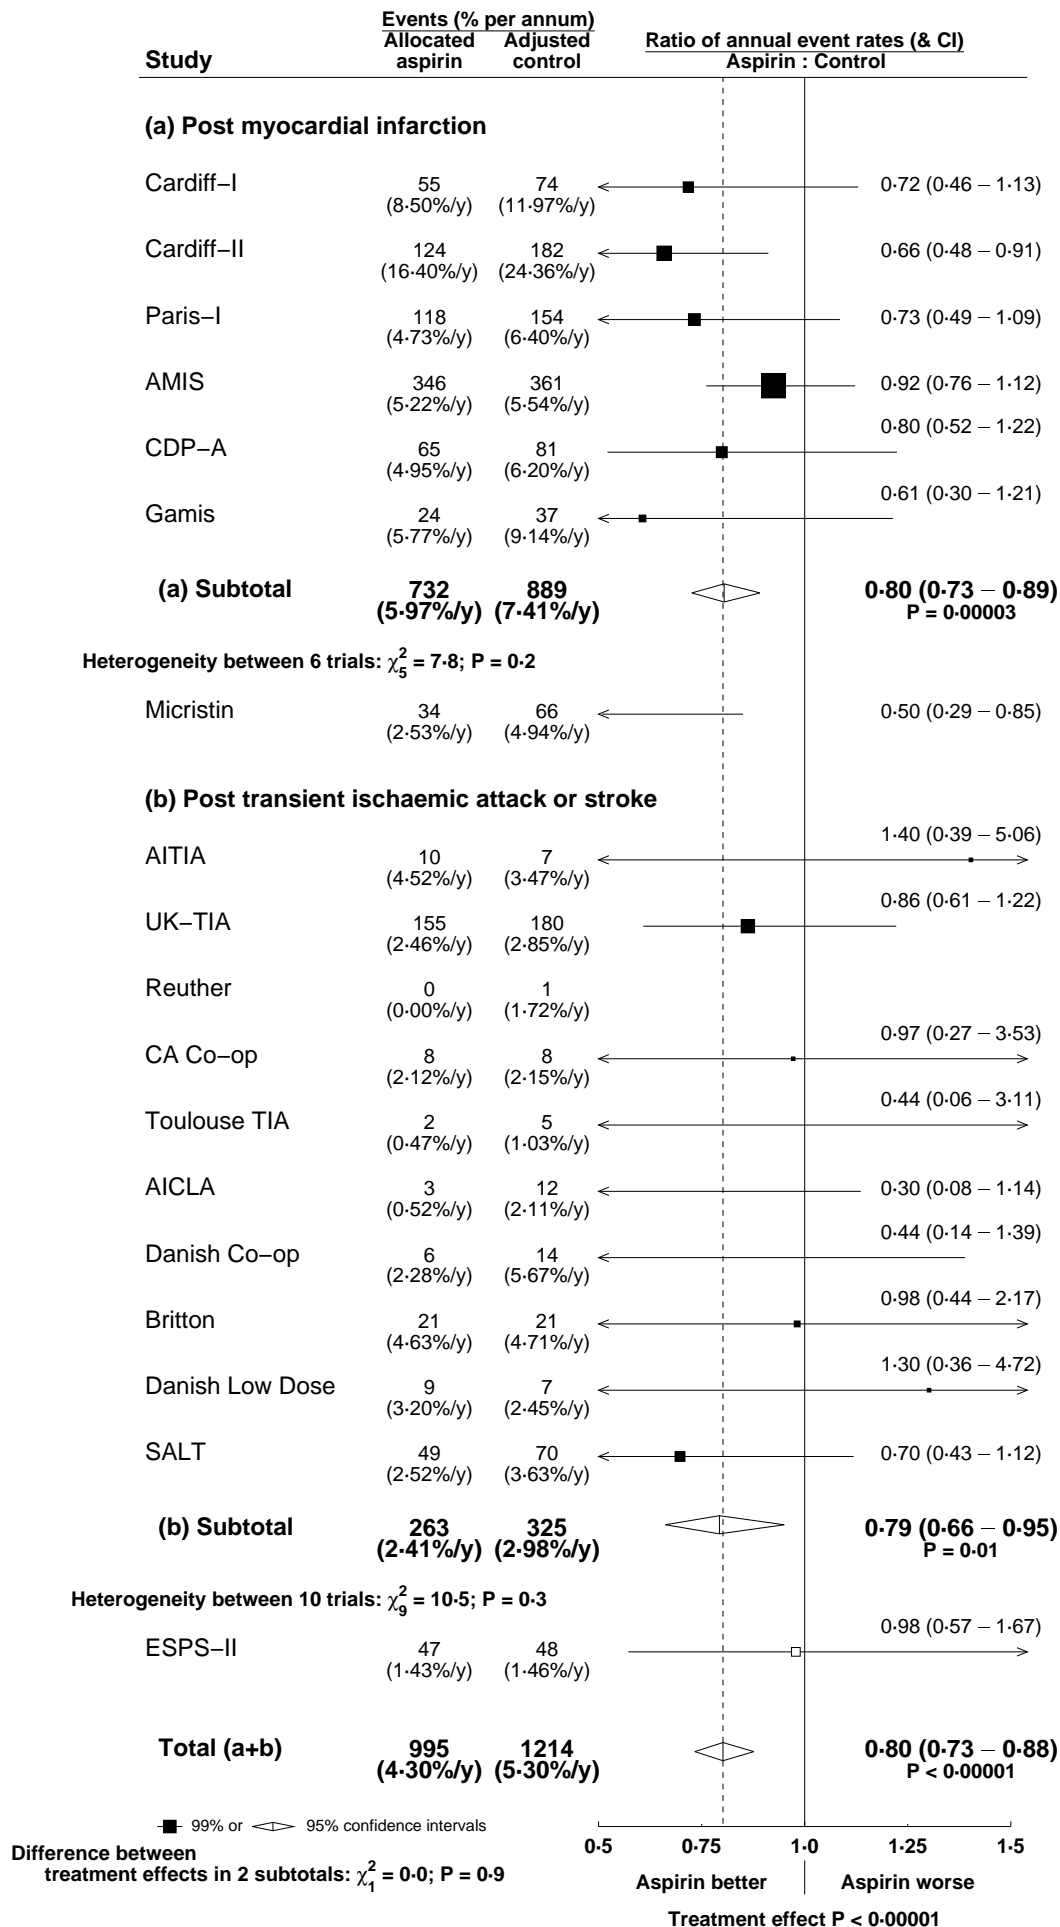 Events (% per annum)
Allocated Adjusted Ratio of annual event rates (& CI)
Study aspirin control Aspirin : Control
(a) Post myocardial infarction
Cardiff−I 55 74 0·72 (0·46 − 1·13)
(8·50%/y) (11·97%/y)
Cardiff−II 124 182 0·66 (0·48 − 0·91)
(16·40%/y) (24·36%/y)
Paris−I 118 154 0·73 (0·49 − 1·09)
(4·73%/y) (6·40%/y)
AMIS 346 361 0·92 (0·76 − 1·12)
(5·22%/y) (5·54%/y)
CDP−A 65 81 0·80 (0·52 − 1·22)
(4·95%/y) (6·20%/y)
Gamis 24 37 0·61 (0·30 − 1·21)
(5·77%/y) (9·14%/y)
(a) Subtotal 732 889 0·80 (0·73 − 0·89)
(5·97%/y) (7·41%/y) P = 0·00003
Heterogeneity between 6 trials: χ²₅ = 7·8; P = 0·2
Micristin 34 66 0·50 (0·29 − 0·85)
(2·53%/y) (4·94%/y)
(b) Post transient ischaemic attack or stroke
AITIA 10 7 1·40 (0·39 − 5·06)
(4·52%/y) (3·47%/y)
UK−TIA 155 180 0·86 (0·61 − 1·22)
(2·46%/y) (2·85%/y)
Reuther 0 1
(0·00%/y) (1·72%/y)
CA Co−op 8 8 0·97 (0·27 − 3·53)
(2·12%/y) (2·15%/y)
Toulouse TIA 2 5 0·44 (0·06 − 3·11)
(0·47%/y) (1·03%/y)
AICLA 3 12 0·30 (0·08 − 1·14)
(0·52%/y) (2·11%/y)
Danish Co−op 6 14 0·44 (0·14 − 1·39)
(2·28%/y) (5·67%/y)
Britton 21 21 0·98 (0·44 − 2·17)
(4·63%/y) (4·71%/y)
Danish Low Dose 9 7 1·30 (0·36 − 4·72)
(3·20%/y) (2·45%/y)
SALT 49 70 0·70 (0·43 − 1·12)
(2·52%/y) (3·63%/y)
(b) Subtotal 263 325 0·79 (0·66 − 0·95)
(2·41%/y) (2·98%/y) P = 0·01
Heterogeneity between 10 trials: χ²₉ = 10·5; P = 0·3
ESPS−II 47 48 0·98 (0·57 − 1·67)
(1·43%/y) (1·46%/y)
Total (a+b) 995 1214 0·80 (0·73 − 0·88)
(4·30%/y) (5·30%/y) P < 0·00001
99% or 95% confidence intervals
0·5 0·75 1·0 1·25 1·5
Difference between
treatment effects in 2 subtotals: χ²₁ = 0·0; P = 0·9
Aspirin better Aspirin worse
Treatment effect P < 0·00001